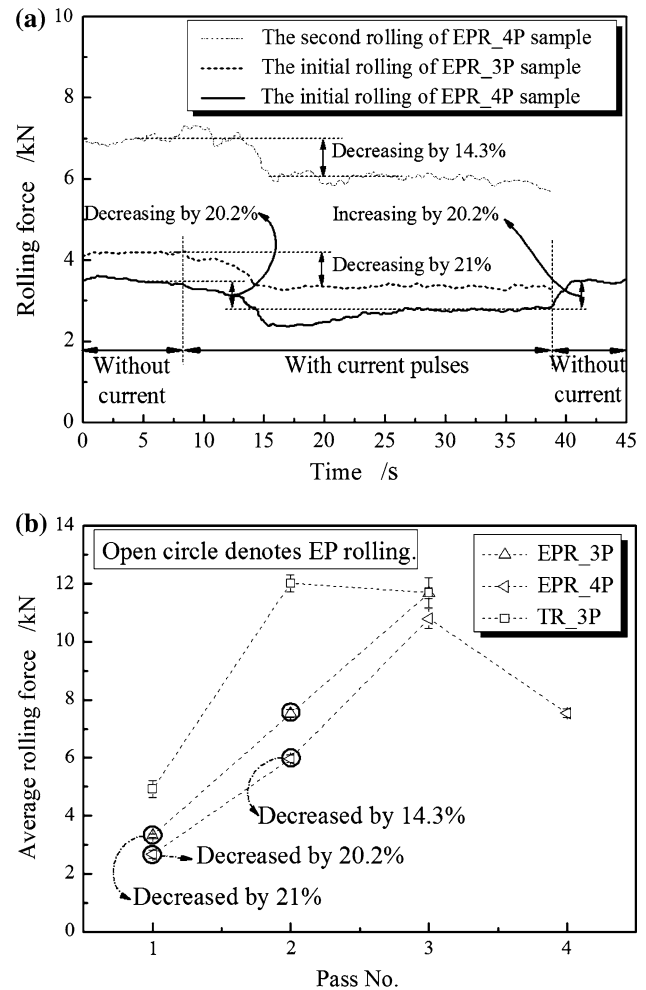 (a)
10
8
6
4
2
0
Rolling force /kN
The second rolling of EPR_4P sample
The initial rolling of EPR_3P sample
The initial rolling of EPR_4P sample
Decreasing by 14.3%
Decreasing by 20.2%
Increasing by 20.2%
Decreasing by 21%
Without
current
With current pulses
Without
current
0 5 10 15 20 25 30 35 40 45
Time /s
(b)
14
12
10
8
6
4
2
0
Average rolling force /kN
Open circle denotes EP rolling.
EPR_3P
EPR_4P
TR_3P
Decreased by 14.3%
Decreased by 20.2%
Decreased by 21%
1 2 3 4
Pass No.